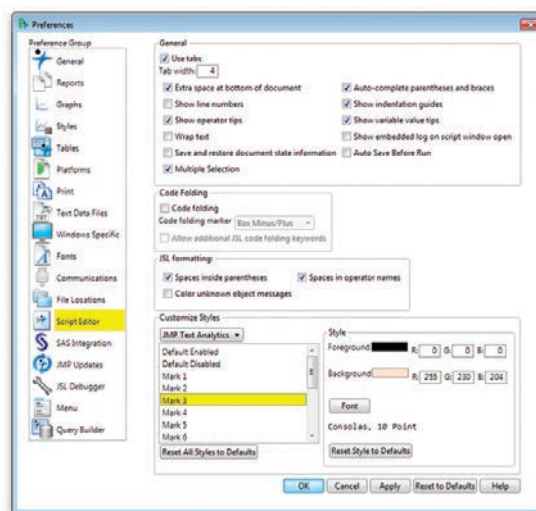 Preferences
Preference Group
General
Reports
Graphs
Styles
Tables
Platforms
Print
Text Data Files
Windows Specific
Fonts
Communications
File Locations
Script Editor
SAS Integration
JMP Updates
JSL Debugger
Menu
Query Builder
General
Use tabs
Tab width: 4
Extra space at bottom of document
Auto-complete parentheses and braces
Show line numbers
Show indentation guides
Show operator tips
Show variable value tips
Wrap text
Show embedded log on script window open
Save and restore document state information
Auto Save Before Run
Multiple Selection
Code Folding
Code folding
Code folding marker Box Minus/Plus
Allow additional JSL code folding keywords
JSL formatting:
Spaces inside parentheses
Spaces in operator names
Color unknown object messages
Customize Styles
JMP Text Analytics
Default Enabled
Default Disabled
Mark 1
Mark 2
Mark 3
Mark 4
Mark 5
Mark 6
Reset All Styles to Defaults
Style
Foreground R: 0 G: 0 B: 0
Background R: 255 G: 230 B: 204
Font
Consolas, 10 Point
Reset Style to Defaults
OK Cancel Apply Reset to Defaults Help